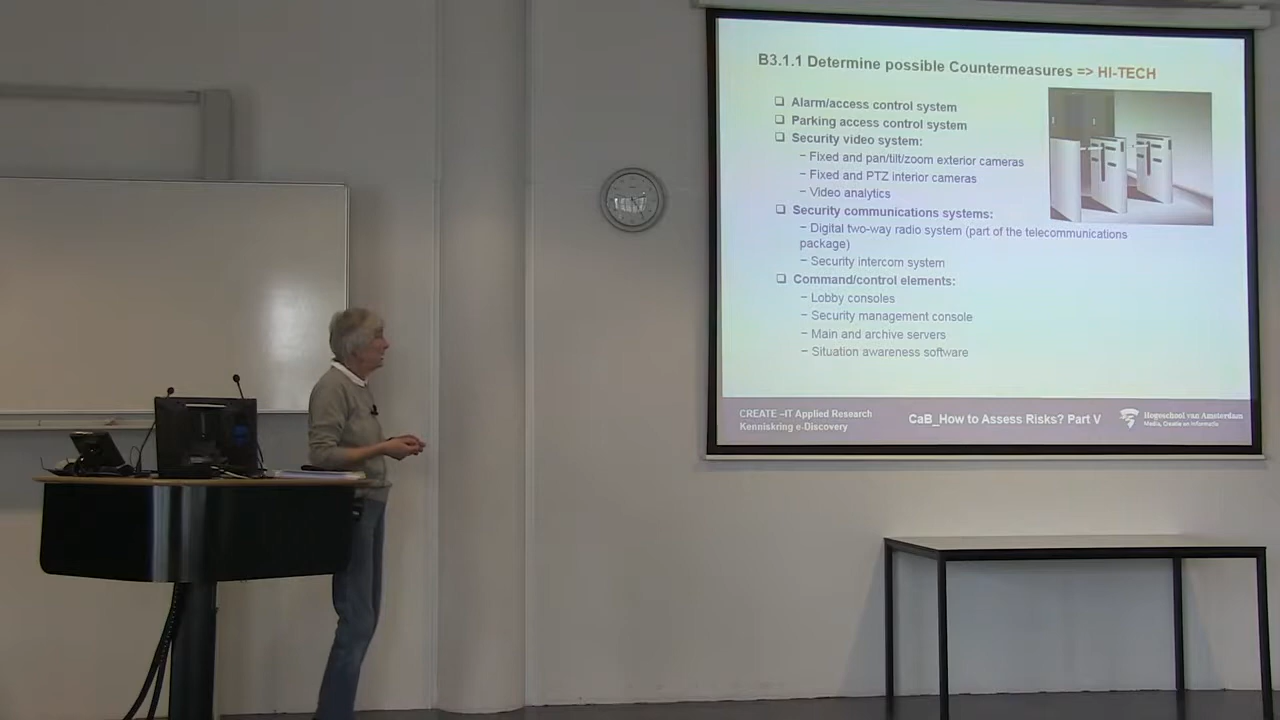 B3.1.1 Determine possible Countermeasures => HI-TECH
❑ Alarm/access control system
❑ Parking access control system
❑ Security video system:
− Fixed and pan/tilt/zoom exterior cameras
− Fixed and PTZ interior cameras
− Video analytics
❑ Security communications systems:
− Digital two-way radio system (part of the telecommunications
package)
− Security intercom system
❑ Command/control elements:
− Lobby consoles
− Security management console
− Main and archive servers
− Situation awareness software
CREATE –IT Applied Research
Kenniskring e-Discovery
CaB_How to Assess Risks? Part V
Hogeschool van Amsterdam
Media, Creatie en Informatie